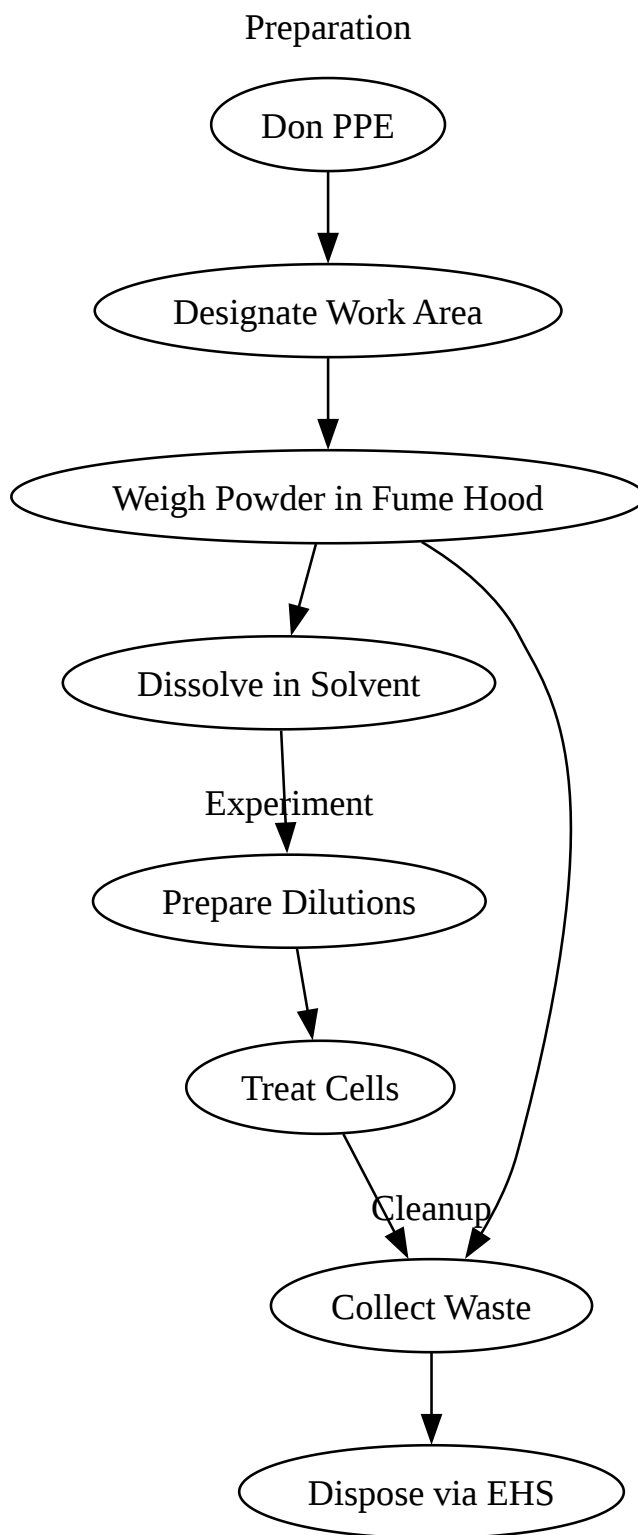 Preparation
Don PPE
Designate Work Area
Weigh Powder in Fume Hood
Dissolve in Solvent
Experiment
Prepare Dilutions
Treat Cells
Cleanup
Collect Waste
Dispose via EHS